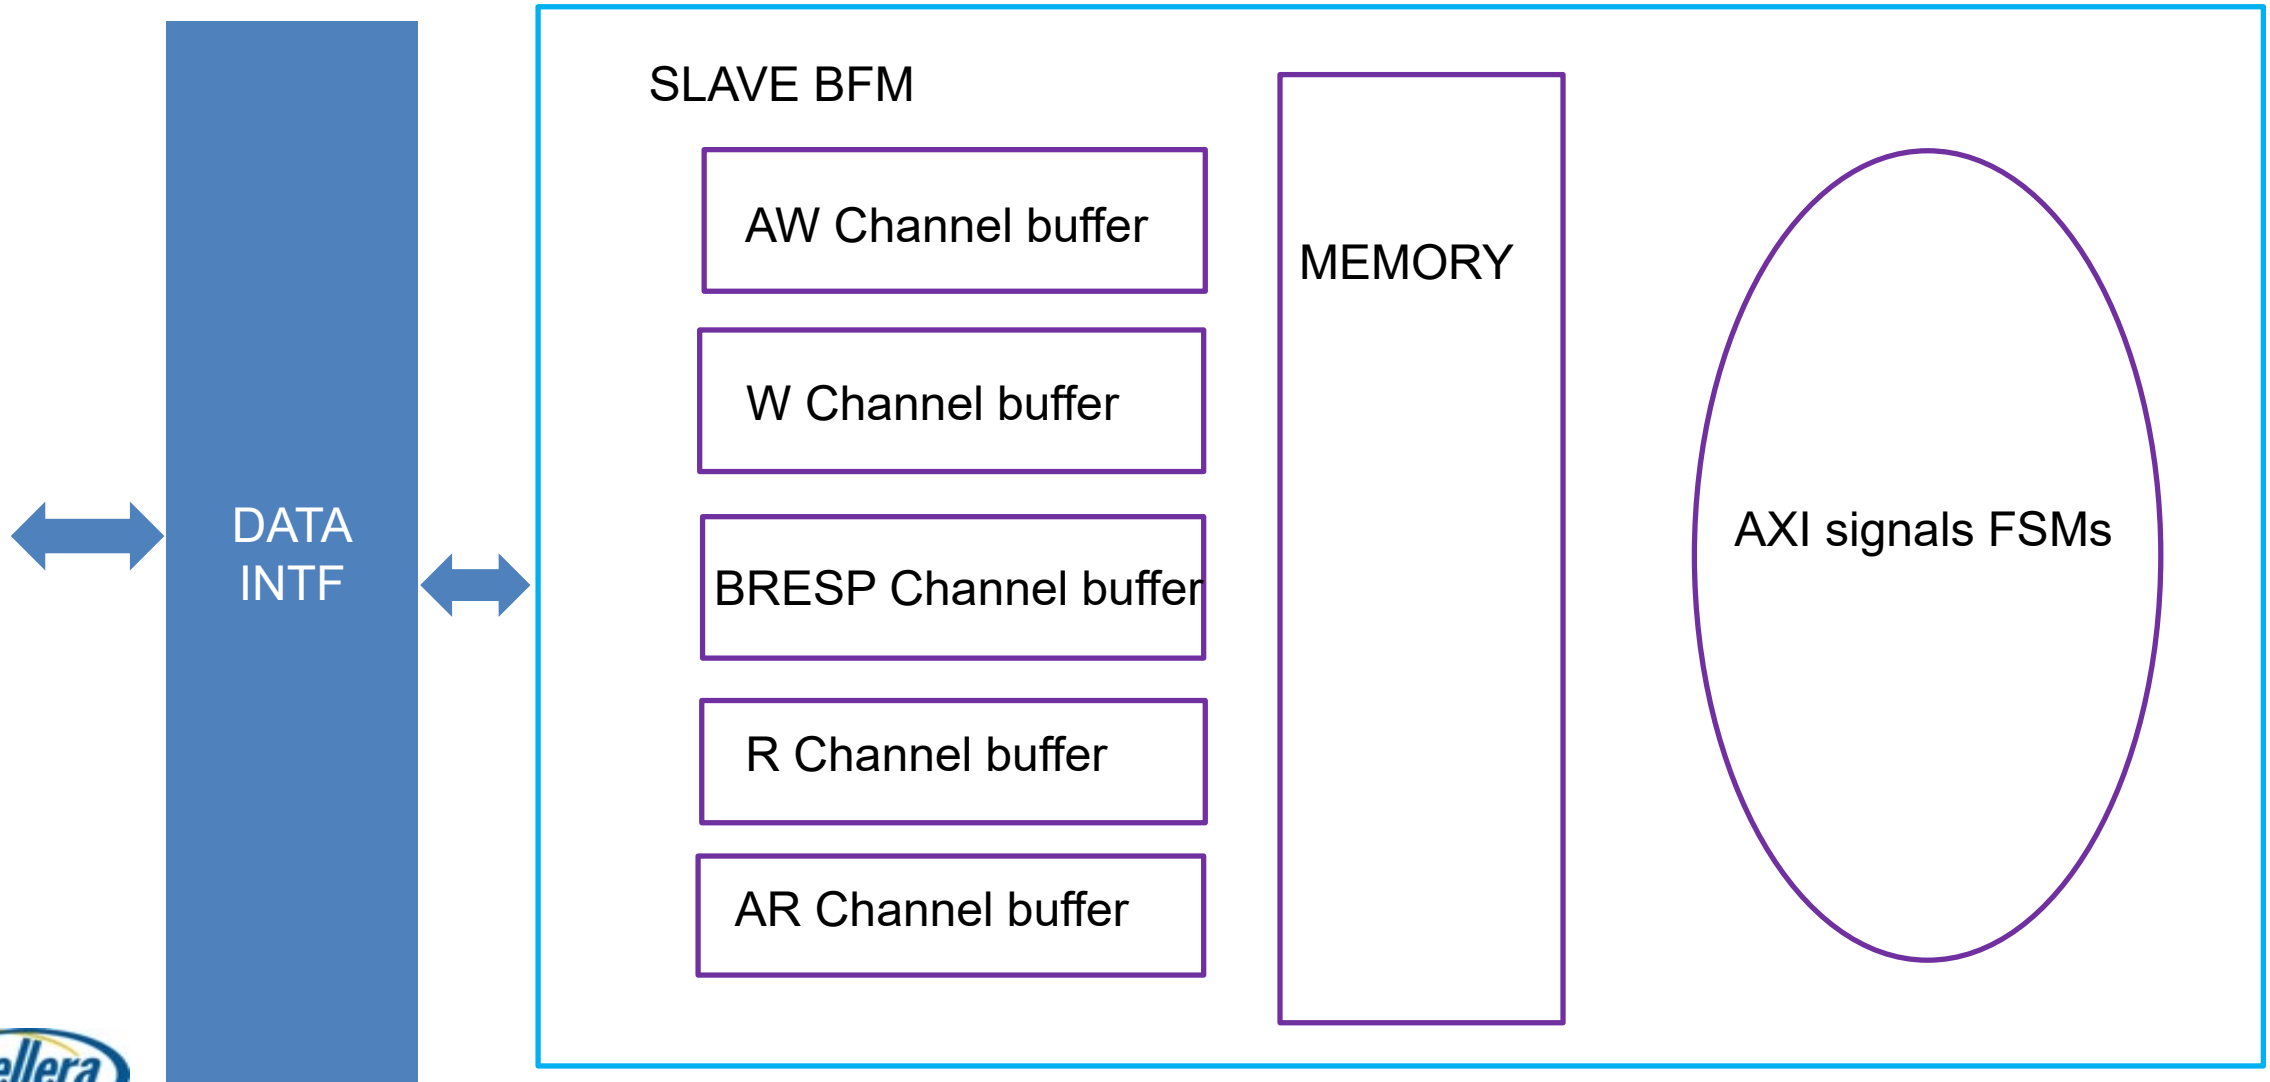 SLAVE BFM
AW Channel buffer
MEMORY
W Channel buffer
DATA
INTF
AXI signals FSMs
BRESP Channel buffer
R Channel buffer
AR Channel buffer